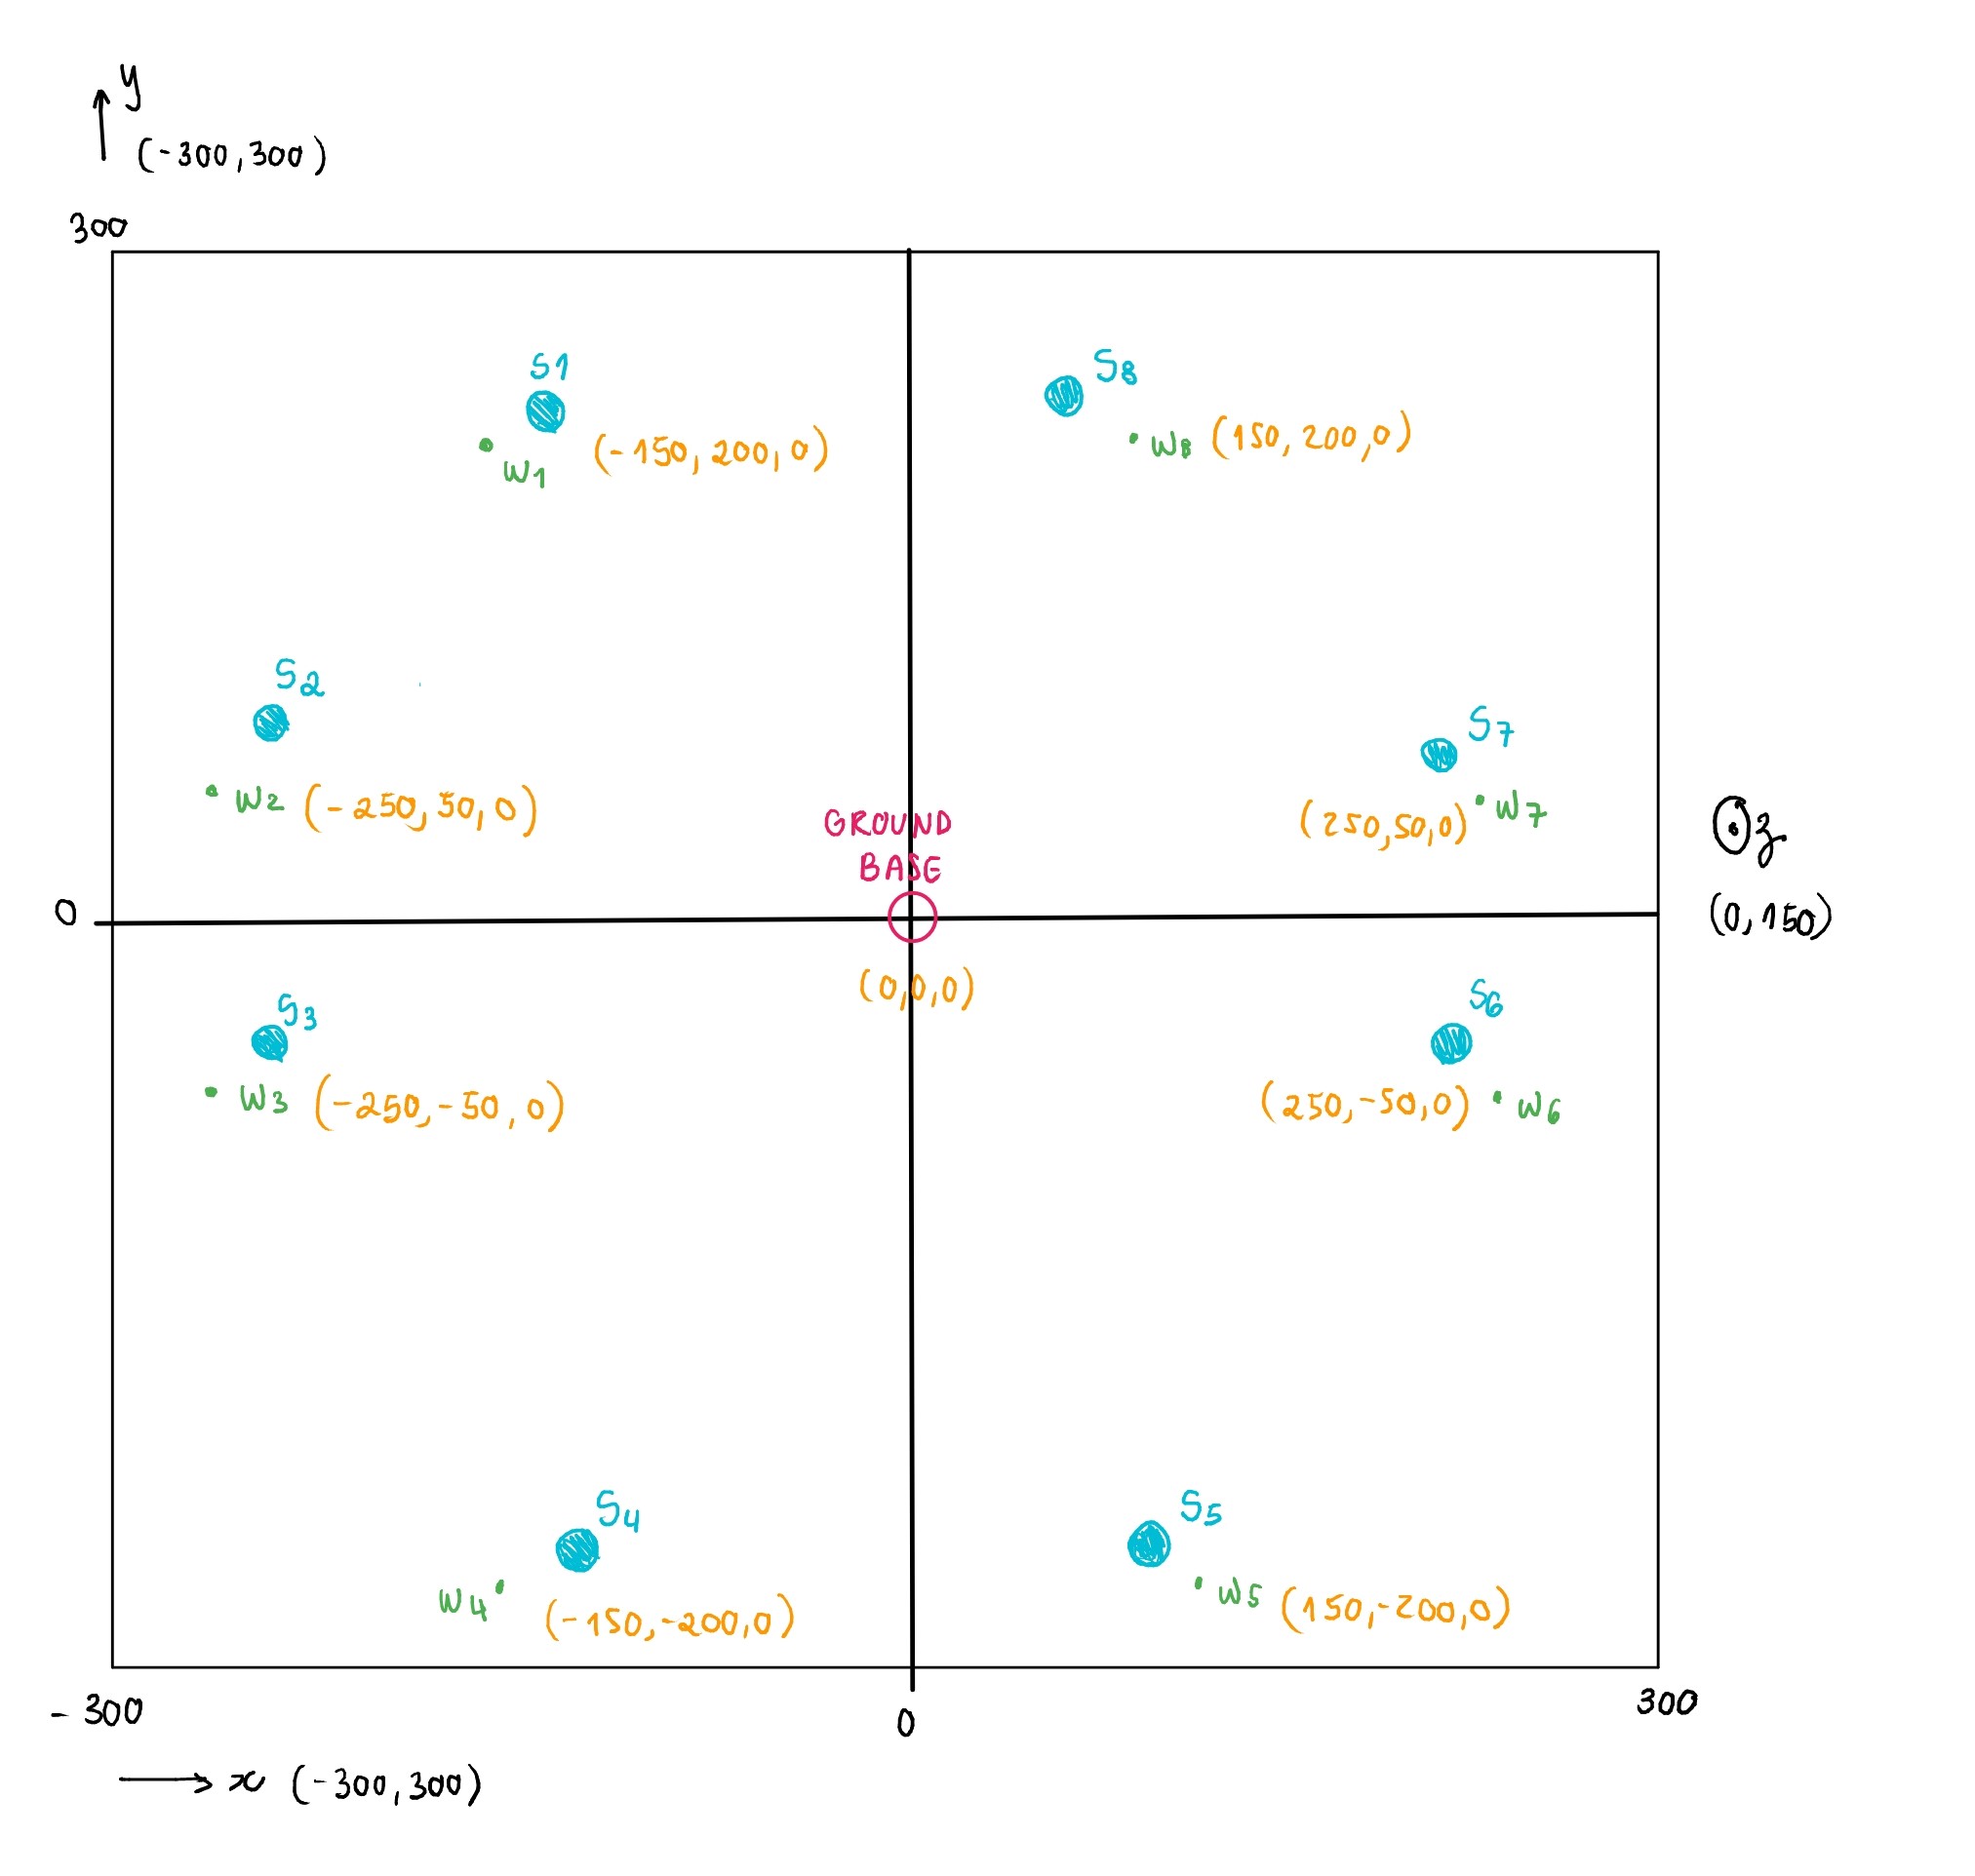 y
(-300,300)
300
S1
S8
w1 (-150, 200, 0)
w8 (150, 200, 0)
S2
S7
w2 (-250, 50, 0)
(250,50,0) w7
GROUND
BASE
z
0
(0,150)
(0,0,0)
S3
S6
w3 (-250,-50,0)
(250,-50,0) w6
S4
S5
w4 (-150,-200,0)
w5 (150,-200,0)
-300
0
300
x (-300,300)